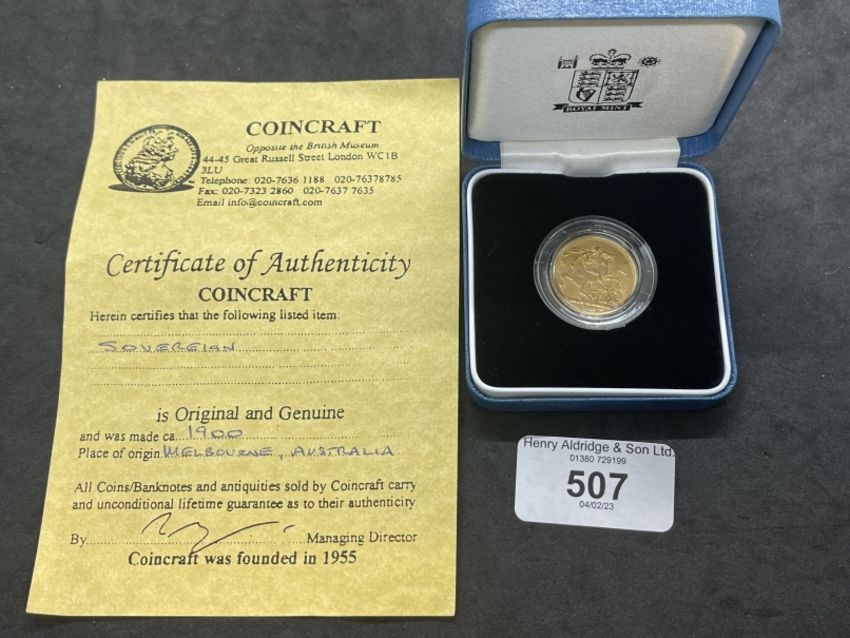 COINCRAFT
Opposite the British Museum
44-45 Great Russell Street London WC1B
3LU
Telephone: 020-7636 1188 020-76378785
Fax: 020-7323 2860 020-7637 7635
Email info@coincraft.com
Certificate of Authenticity
COINCRAFT
Herein certifies that the following listed item:
SOVEREIGN
is Original and Genuine
and was made ca. 1900
Place of origin. MELBOURNE, AUSTRALIA
All Coins/Banknotes and antiquities sold by Coincraft carry
and unconditional lifetime guarantee as to their authenticity.
By Managing Director
Coincraft was founded in 1955
ROYAL MINT
Henry Aldridge & Son Ltd.
01380 729199
507
04/02/23